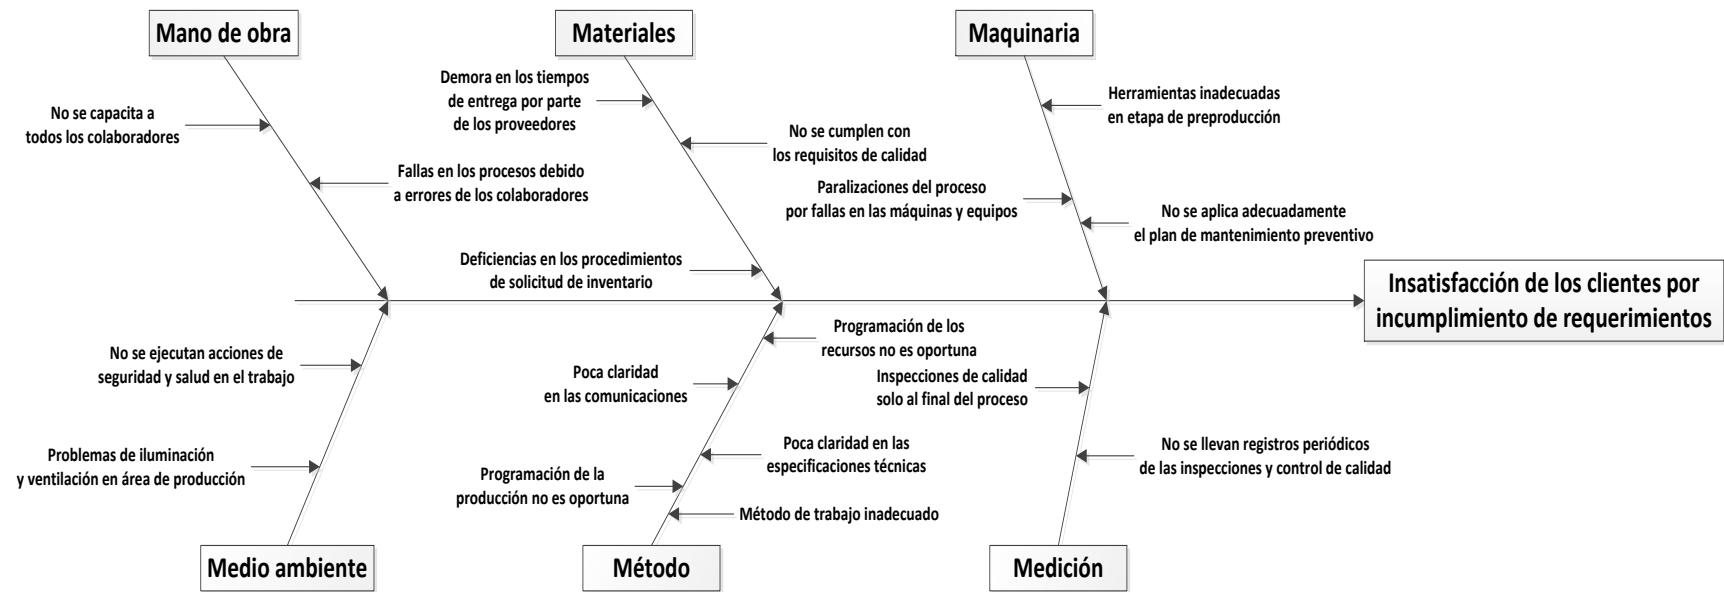 Mano de obra
Materiales
Maquinaria
No se capacita a
todos los colaboradores
Fallas en los procesos debido
a errores de los colaboradores
Demora en los tiempos
de entrega por parte
de los proveedores
No se cumplen con
los requisitos de calidad
Deficiencias en los procedimientos
de solicitud de inventario
Herramientas inadecuadas
en etapa de preproducción
Paralizaciones del proceso
por fallas en las máquinas y equipos
No se aplica adecuadamente
el plan de mantenimiento preventivo
Insatisfacción de los clientes por
incumplimiento de requerimientos
No se ejecutan acciones de
seguridad y salud en el trabajo
Problemas de iluminación
y ventilación en área de producción
Programación de los
recursos no es oportuna
Poca claridad
en las comunicaciones
Poca claridad en las
especificaciones técnicas
Programación de la
producción no es oportuna
Método de trabajo inadecuado
Inspecciones de calidad
solo al final del proceso
No se llevan registros periódicos
de las inspecciones y control de calidad
Medio ambiente
Método
Medición